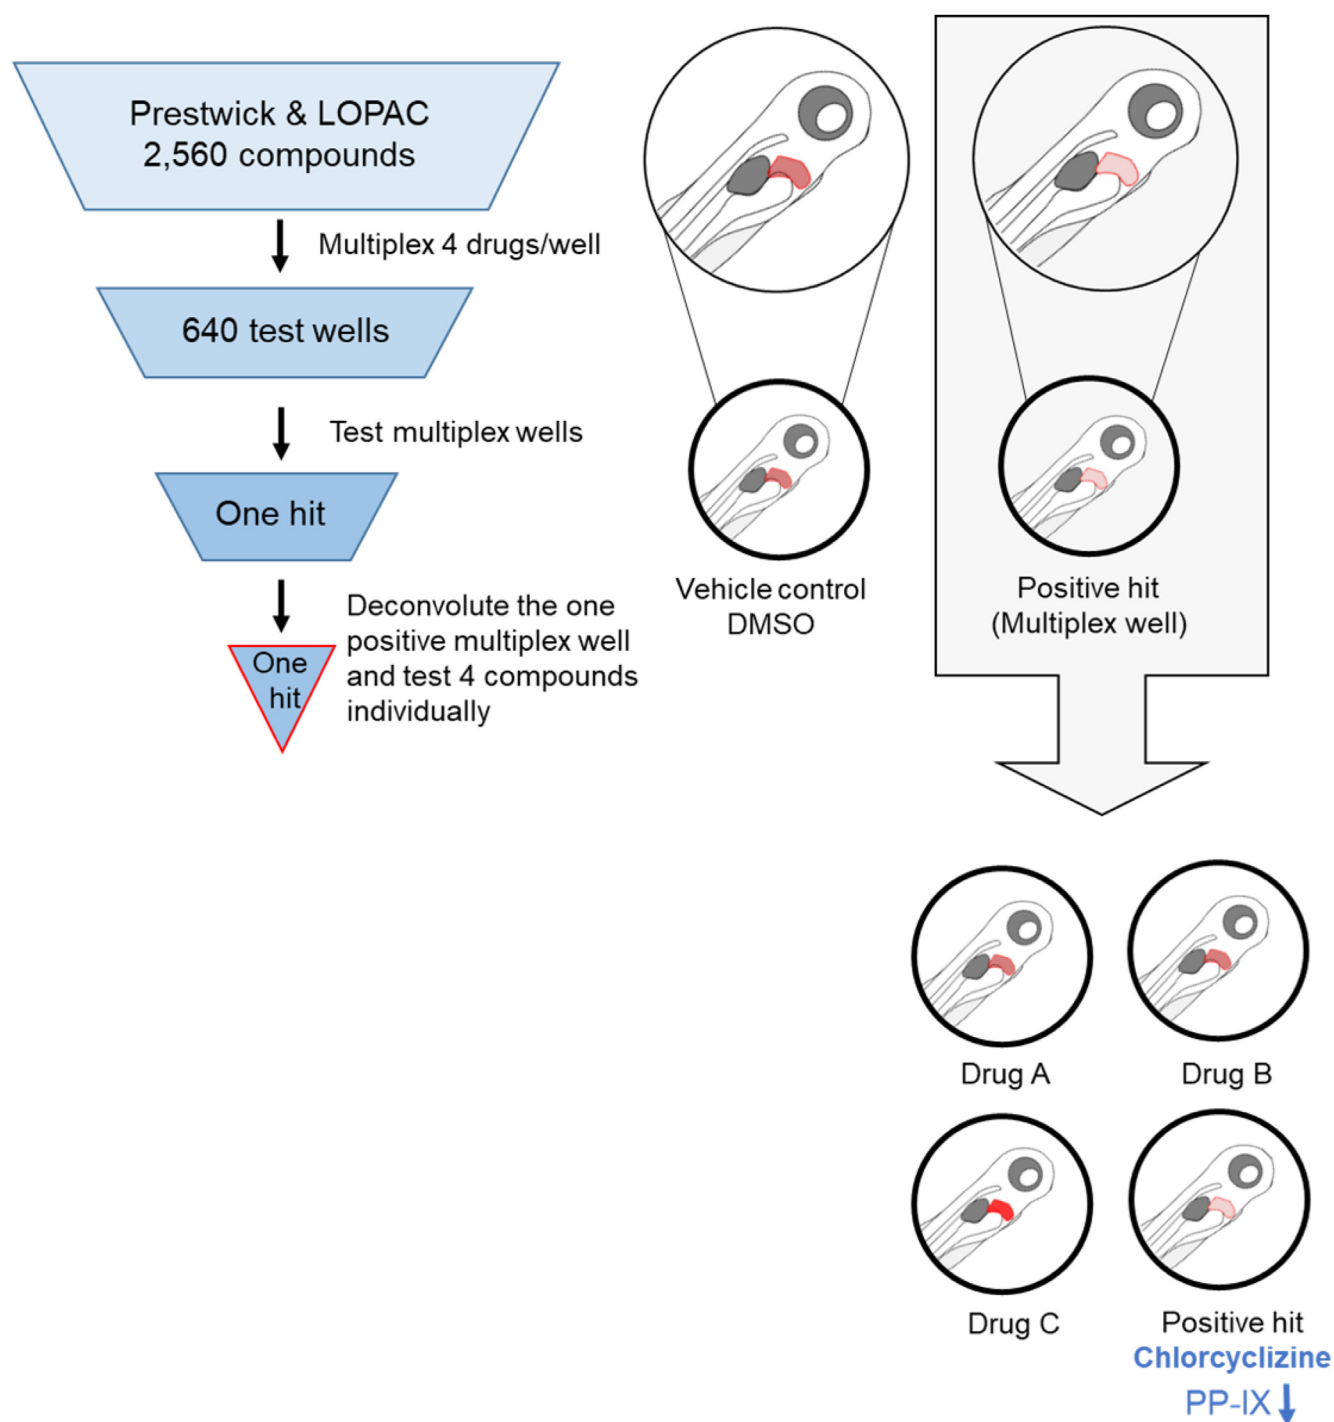 Prestwick & LOPAC
2,560 compounds
Multiplex 4 drugs/well
640 test wells
Test multiplex wells
One hit
Deconvolute the one
positive multiplex well
and test 4 compounds
individually
One
hit
Vehicle control
DMSO
Positive hit
(Multiplex well)
Drug A
Drug B
Drug C
Positive hit
Chlorcyclizine
PP-IX